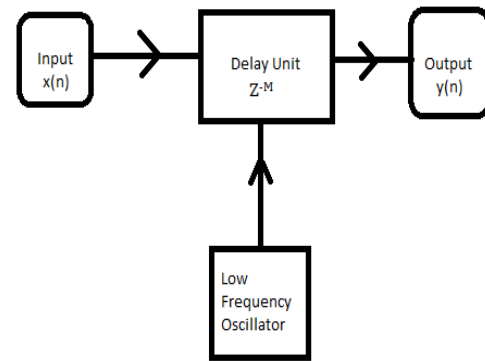 Input
x(n)
Delay Unit
Z-M
Output
y(n)
Low
Frequency
Oscillator